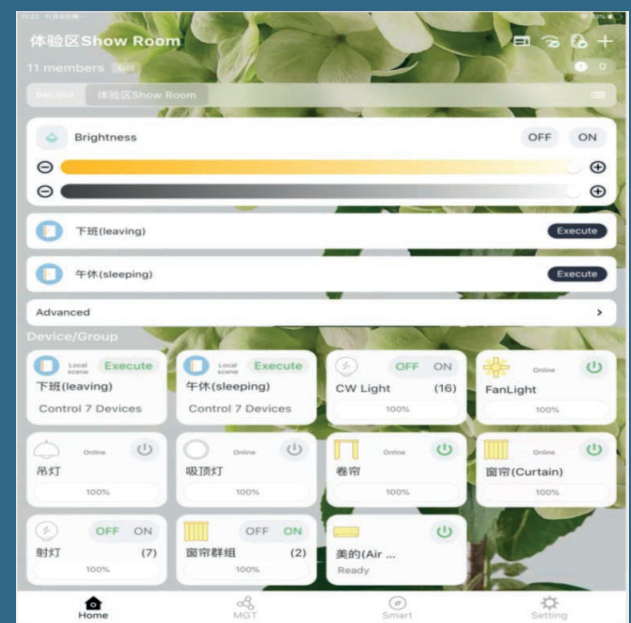 体验区Show Room
11 members Edit
0
体验区Show Room
Brightness OFF ON
下班(leaving) Execute
午休(sleeping) Execute
Advanced
Device/Group
Local scene Execute
下班(leaving)
Control 7 Devices
Local scene Execute
午休(sleeping)
Control 7 Devices
OFF ON
CW Light (16)
100%
Online
FanLight
100%
Online
吊灯
100%
Online
吸顶灯
100%
Online
卷帘
100%
Online
窗帘(Curtain)
100%
OFF ON
射灯 (7)
100%
OFF ON
窗帘群组 (2)
100%
美的(Air ...
Ready
Home MGT Smart Setting